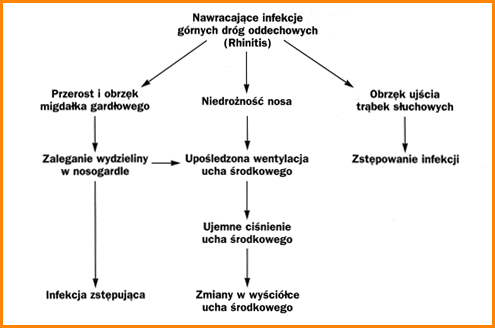 Nawracające infekcje
górnych dróg oddechowych
(Rhinitis)
Przerost i obrzęk
migdałka gardłowego
Niedrożność nosa
Obrzęk ujścia
trąbek słuchowych
Zaleganie wydzieliny
w nosogardle
Upośledzona wentylacja
ucha środkowego
Zstępowanie infekcji
Ujemne ciśnienie
ucha środkowego
Infekcja zstępująca
Zmiany w wyściółce
ucha środkowego